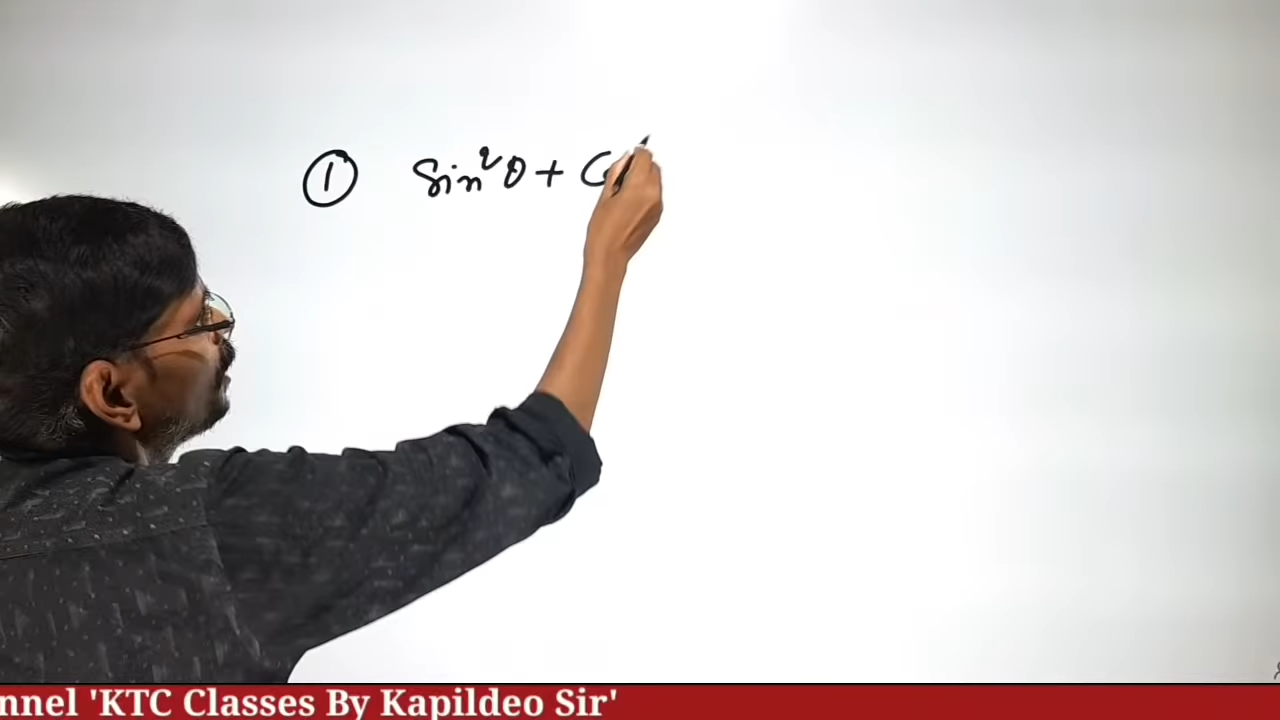 ① Sin²θ + C
nnel 'KTC Classes By Kapildeo Sir'